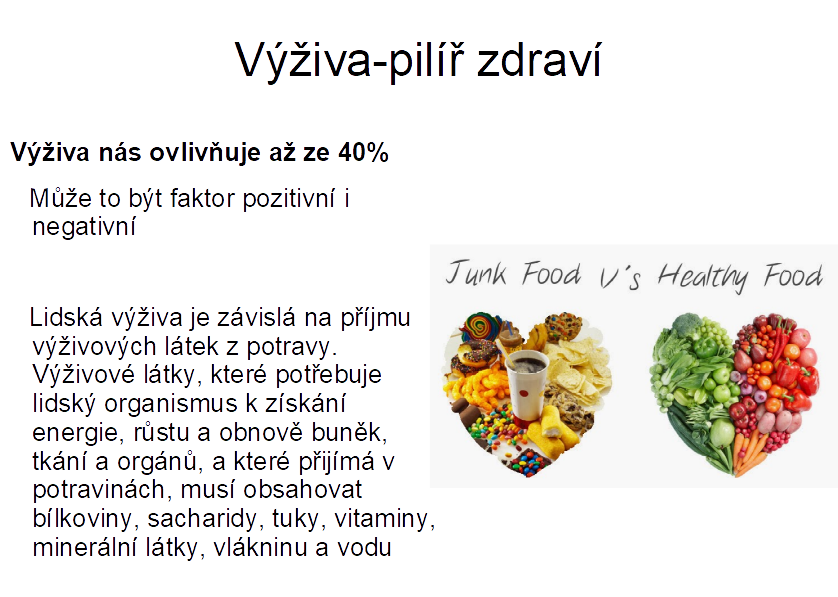 Výživa-pilíř zdraví
Výživa nás ovlivňuje až ze 40%
Může to být faktor pozitivní i
negativní
Junk Food V's Healthy Food
Lidská výživa je závislá na příjmu
výživových látek z potravy.
Výživové látky, které potřebuje
lidský organismus k získání
energie, růstu a obnově buněk,
tkání a orgánů, a které přijímá v
potravinách, musí obsahovat
bílkoviny, sacharidy, tuky, vitaminy,
minerální látky, vlákninu a vodu